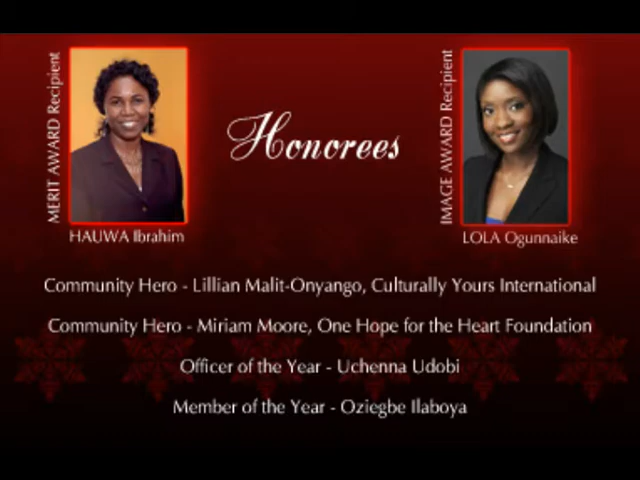 MERIT AWARD Recipient
Honorees
IMAGE AWARD Recipient
HAUWA Ibrahim
LOLA Ogunnaike
Community Hero - Lillian Malit-Onyango, Culturally Yours International
Community Hero - Miriam Moore, One Hope for the Heart Foundation
Officer of the Year - Uchenna Udobi
Member of the Year - Oziegbe Ilaboya